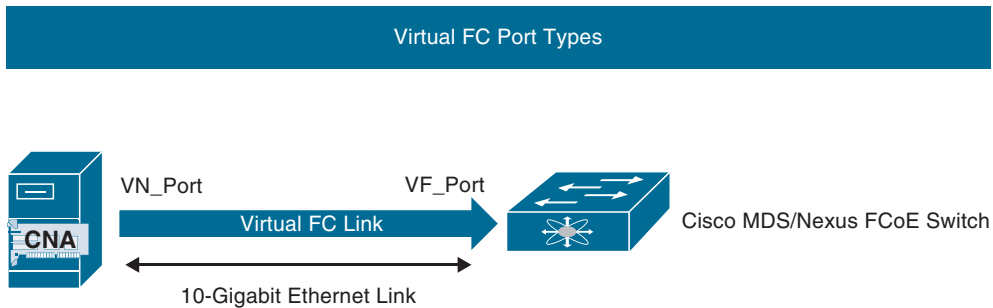 Virtual FC Port Types
VN_Port
VF_Port
Virtual FC Link
CNA
Cisco MDS/Nexus FCoE Switch
10-Gigabit Ethernet Link